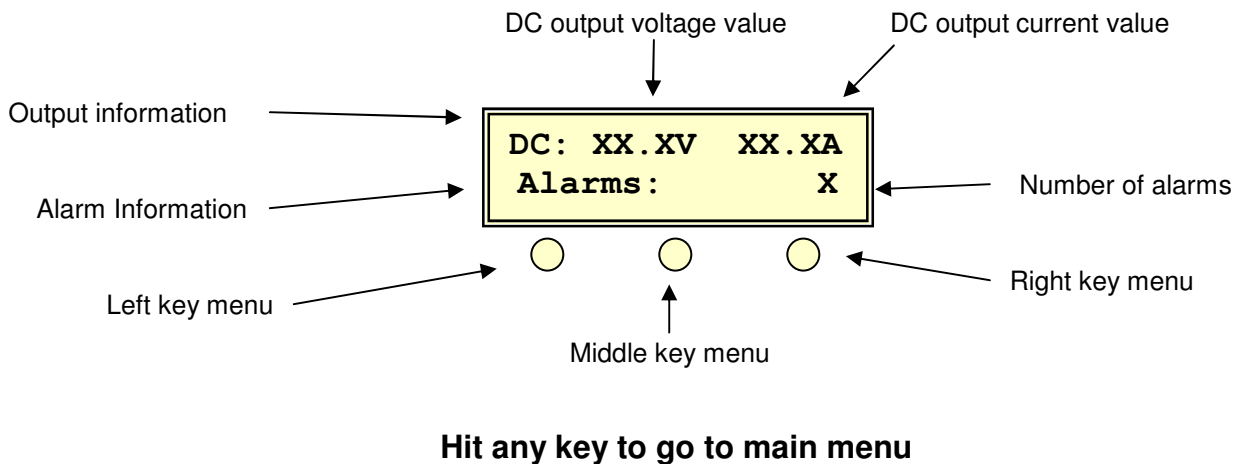 DC output voltage value
DC output current value
Output information
DC: XX.XV XX.XA
Alarms: X
Number of alarms
Alarm Information
Right key menu
Left key menu
Middle key menu
Hit any key to go to main menu